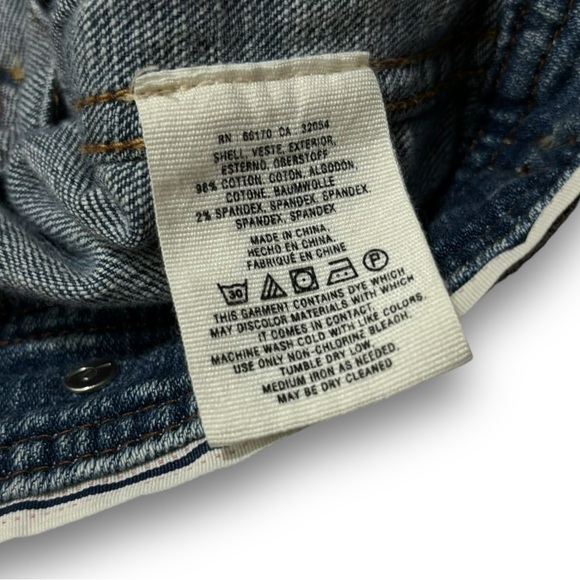 RN 66170 CA 32054
SHELL, VESTE EXTERIOR,
ESTERNO, OBERSTOFF
98% COTTON, COTON, ALGODÓN,
COTONE, BAUMWOLLE
2% SPANDEX, SPANDEX, SPANDEX,
SPANDEX, SPANDEX
MADE IN CHINA
HECHO EN CHINA.
FABRIQUÉ EN CHINE
30 P
THIS GARMENT CONTAINS DYE WHICH
MAY DISCOLOR MATERIALS WITH WHICH
IT COMES IN CONTACT
MACHINE WASH COLD WITH LIKE COLORS.
USE ONLY NON-CHLORINE BLEACH.
TUMBLE DRY LOW.
MEDIUM IRON AS NEEDED.
MAY BE DRY CLEANED